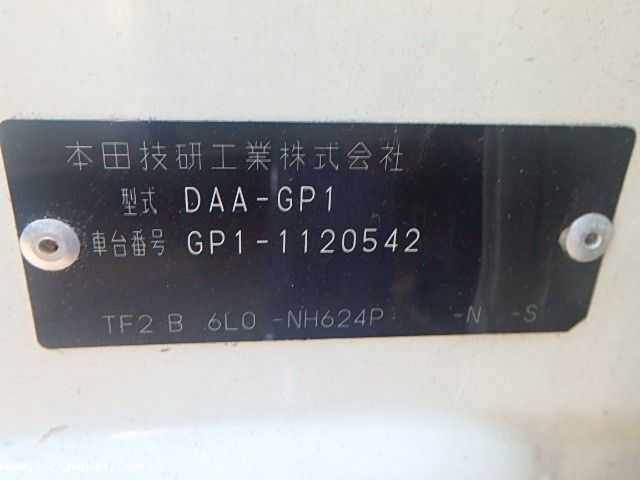 本田技研工業株式会社
型式 DAA-GP1
車台番号 GP1-1120542
TF2 B 6L0 -NH624P -N -S